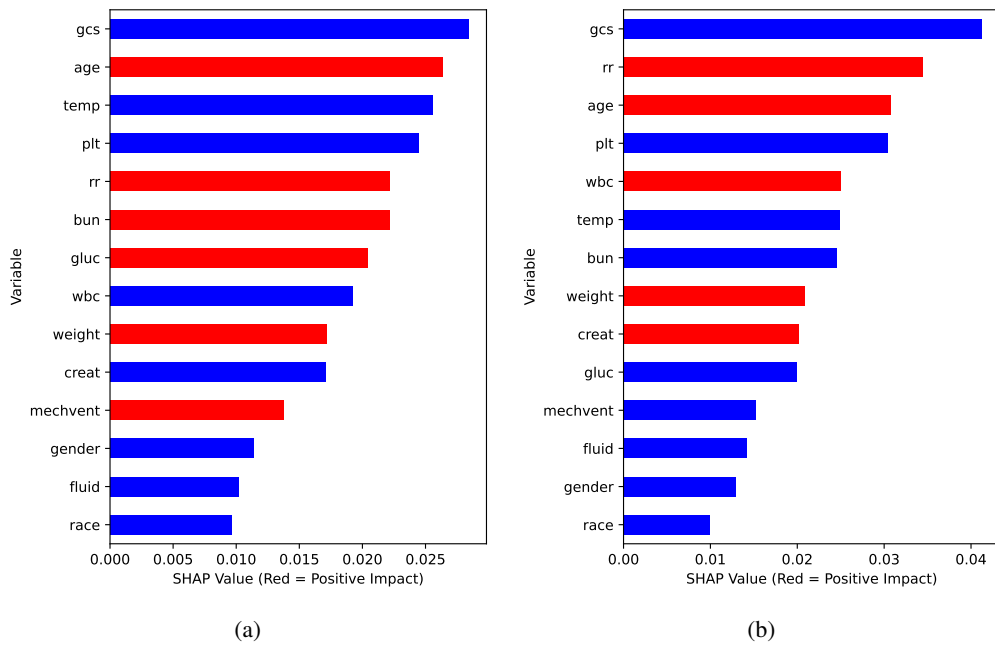 gcs
age
temp
plt
rr
bun
gluc
wbc
weight
creat
mechvent
gender
fluid
race
Variable
0.000 0.005 0.010 0.015 0.020 0.025
SHAP Value (Red = Positive Impact)
(a)
gcs
rr
age
plt
wbc
temp
bun
weight
creat
gluc
mechvent
fluid
gender
race
Variable
0.00 0.01 0.02 0.03 0.04
SHAP Value (Red = Positive Impact)
(b)